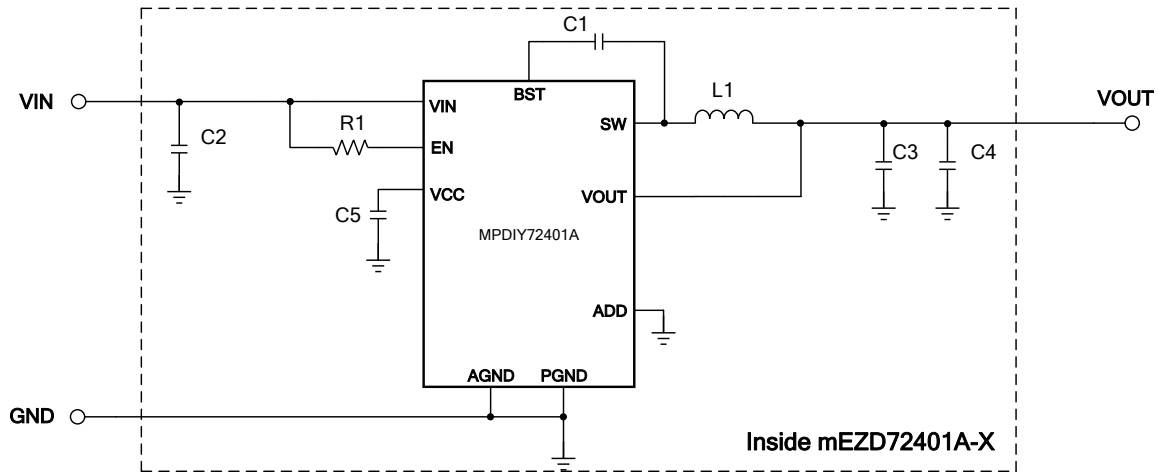 C1
BST
VIN
C2
R1
VIN
EN
VCC
C5
MPDIY72401A
SW
L1
VOUT
VOUT
C3
C4
ADD
AGND
PGND
GND
Inside mEZD72401A-X